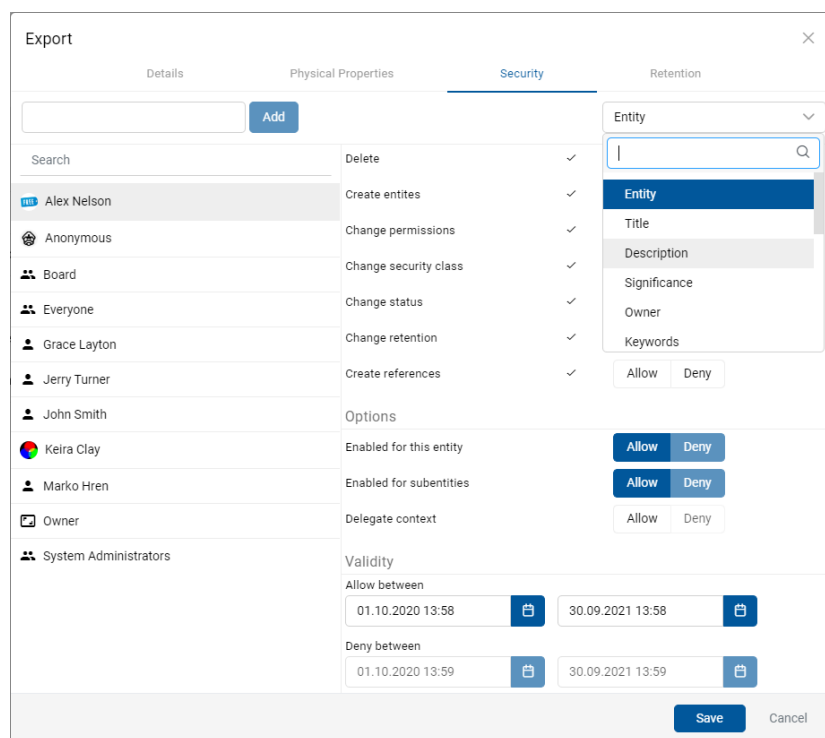 Export
Details Physical Properties Security Retention
Add Entity
Search
Alex Nelson
Anonymous
Board
Everyone
Grace Layton
Jerry Turner
John Smith
Keira Clay
Marko Hren
Owner
System Administrators
Delete
Create entites
Change permissions
Change security class
Change status
Change retention
Create references Allow Deny
Entity
Title
Description
Significance
Owner
Keywords
Options
Enabled for this entity Allow Deny
Enabled for subentities Allow Deny
Delegate context Allow Deny
Validity
Allow between
01.10.2020 13:58 30.09.2021 13:58
Deny between
01.10.2020 13:59 30.09.2021 13:59
Save Cancel